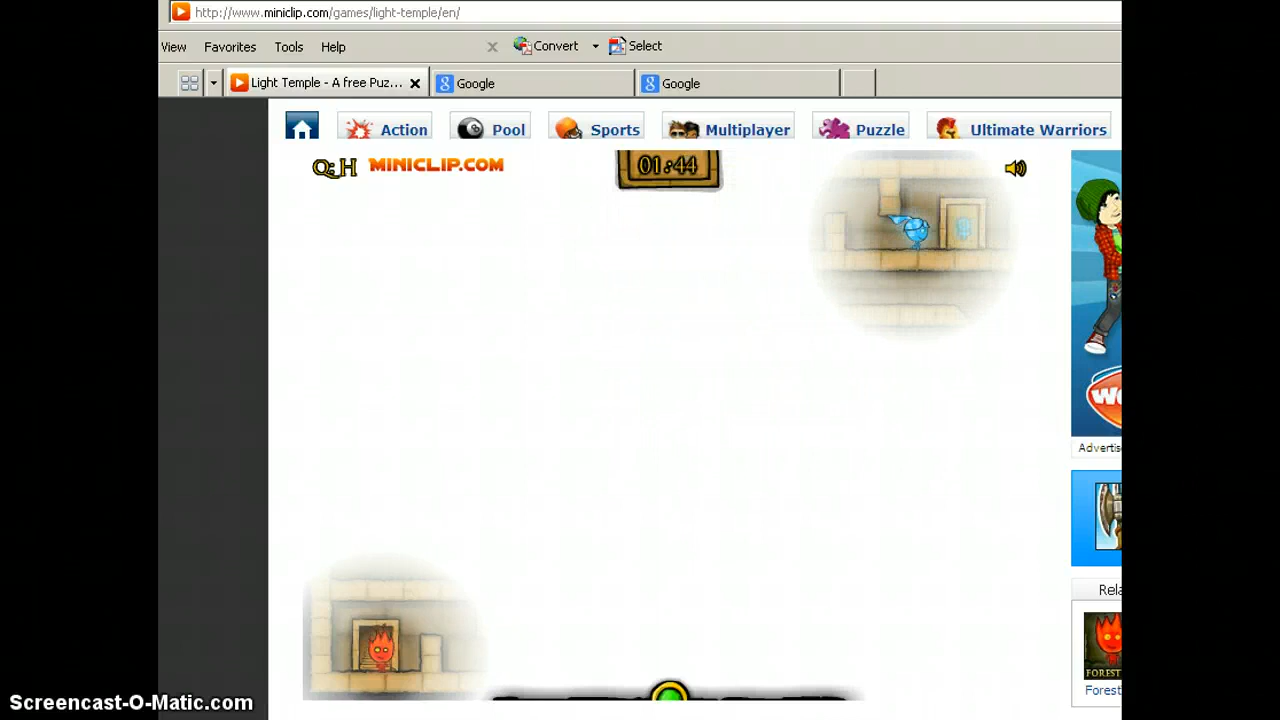 http://www.miniclip.com/games/light-temple/en/
View Favorites Tools Help Convert Select
Light Temple - A free Puz... Google Google
Action Pool Sports Multiplayer Puzzle Ultimate Warriors
MINICLIP.COM 01:44
Advertis
Rela
FOREST
Forest
Screencast-O-Matic.com